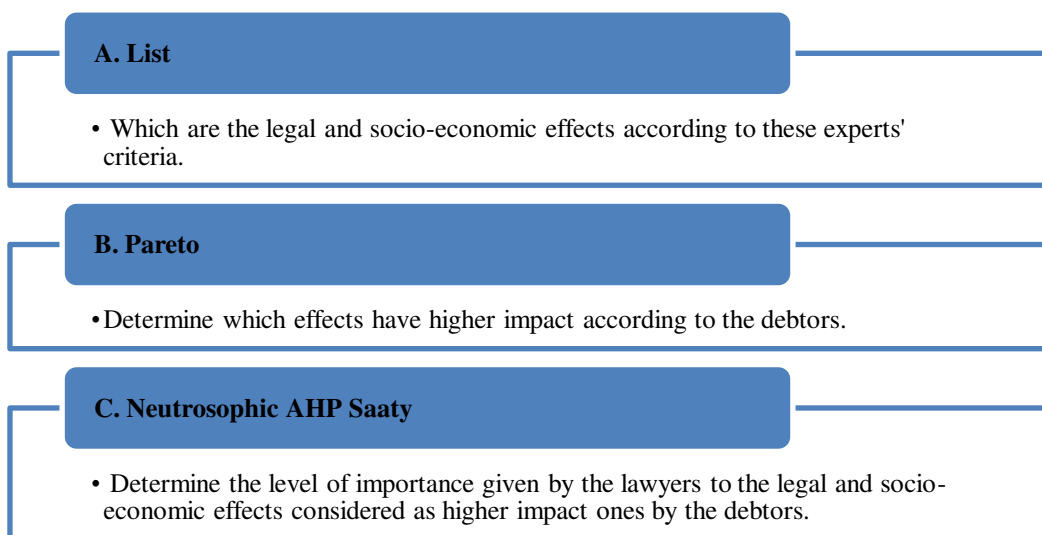 A. List
• Which are the legal and socio-economic effects according to these experts'
criteria.
B. Pareto
•Determine which effects have higher impact according to the debtors.
C. Neutrosophic AHP Saaty
• Determine the level of importance given by the lawyers to the legal and socio-
economic effects considered as higher impact ones by the debtors.